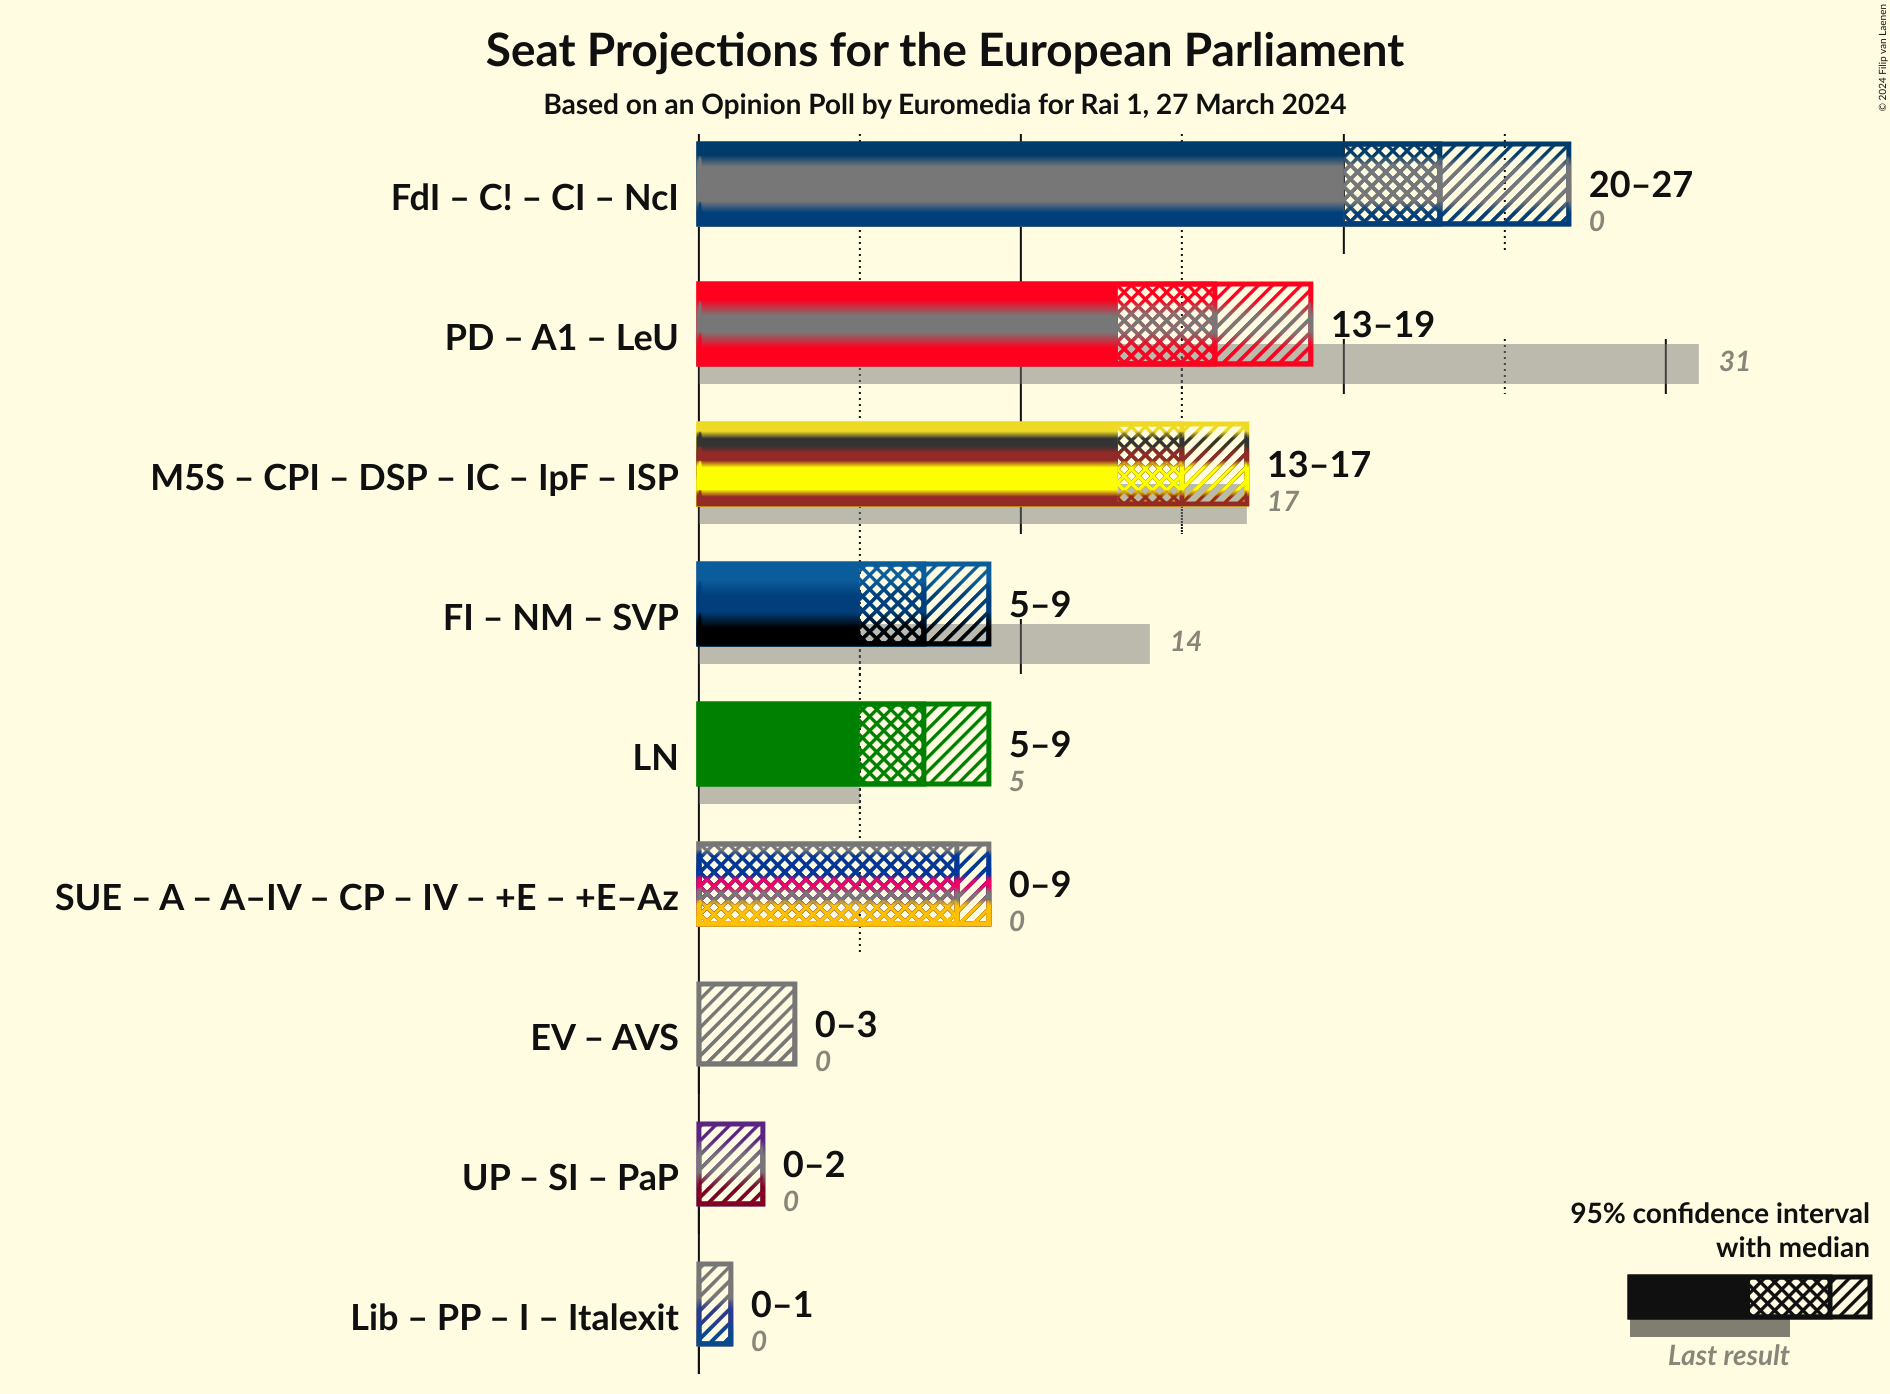 Seat Projections for the European Parliament
Based on an Opinion Poll by Euromedia for Rai 1, 27 March 2024
© 2024 Filip van Laenen
FdI – C! – CI – NcI
20–27
0
PD – A1 – LeU
13–19
31
M5S – CPI – DSP – IC – IpF – ISP
13–17
17
FI – NM – SVP
5–9
14
LN
5–9
5
SUE – A – A–IV – CP – IV – +E – +E–Az
0–9
0
EV – AVS
0–3
0
UP – SI – PaP
0–2
0
Lib – PP – I – Italexit
0–1
0
95% confidence interval
with median
Last result